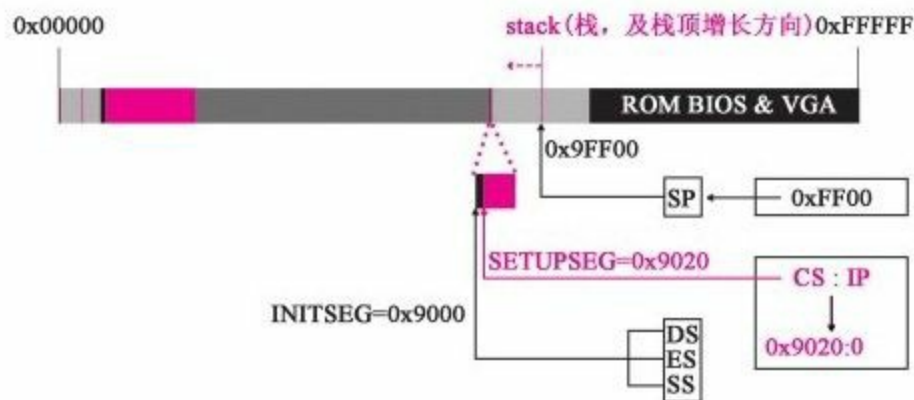 0x00000
stack(栈，及栈顶增长方向)0xFFFFF
ROM BIOS & VGA
0x9FF00
SP
0xFF00
SETUPSEG=0x9020
CS : IP
INITSEG=0x9000
0x9020:0
DS
ES
SS